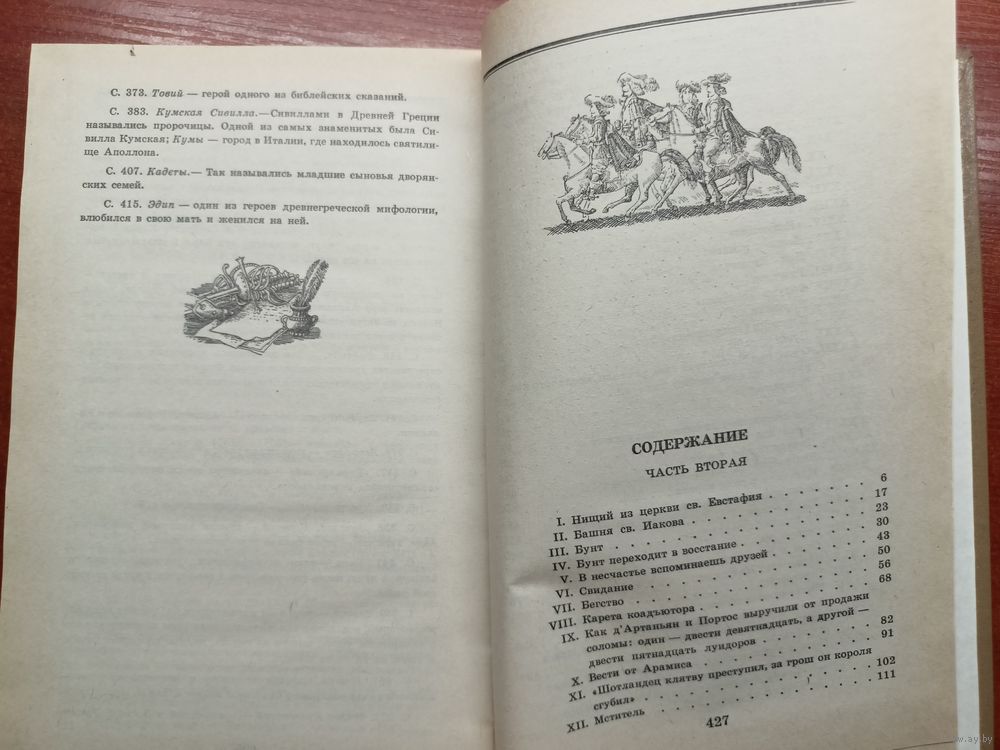 С. 373. Товий — герой одного из библейских сказаний.
С. 383. Кумская Сивилла.—Сивиллами в Древней Греции
назывались пророчицы. Одной из самых знаменитых была Си-
вилла Кумская; Кумы — город в Италии, где находилось святили-
ще Аполлона.
С. 407. Кадеты.— Так назывались младшие сыновья дворян-
ских семей.
С. 415. Эдип — один из героев древнегреческой мифологии,
влюбился в свою мать и женился на ней.
СОДЕРЖАНИЕ
ЧАСТЬ ВТОРАЯ
I. Нищий из церкви св. Евстафия . . . . . . . 6
II. Башня св. Иакова . . . . . . . . . . 17
III. Бунт . . . . . . . . . . . . . 23
IV. Бунт переходит в восстание . . . . . . . . 30
V. В несчастье вспоминаешь друзей . . . . . . . 43
VI. Свидание . . . . . . . . . . . . 50
VII. Бегство . . . . . . . . . . . . 56
VIII. Карета коадъютора . . . . . . . . . . 68
IX. Как д'Артаньян и Портос выручили от продажи
соломы: один — двести девятнадцать, а другой —
двести пятнадцать луидоров . . . . . . . . 82
X. Вести от Арамиса . . . . . . . . . . 91
XI. «Шотландец клятву преступил, за грош он короля
сгубил» . . . . . . . . . . . . 102
XII. Мститель . . . . . . . . . . . . 111
427
www.ay.by